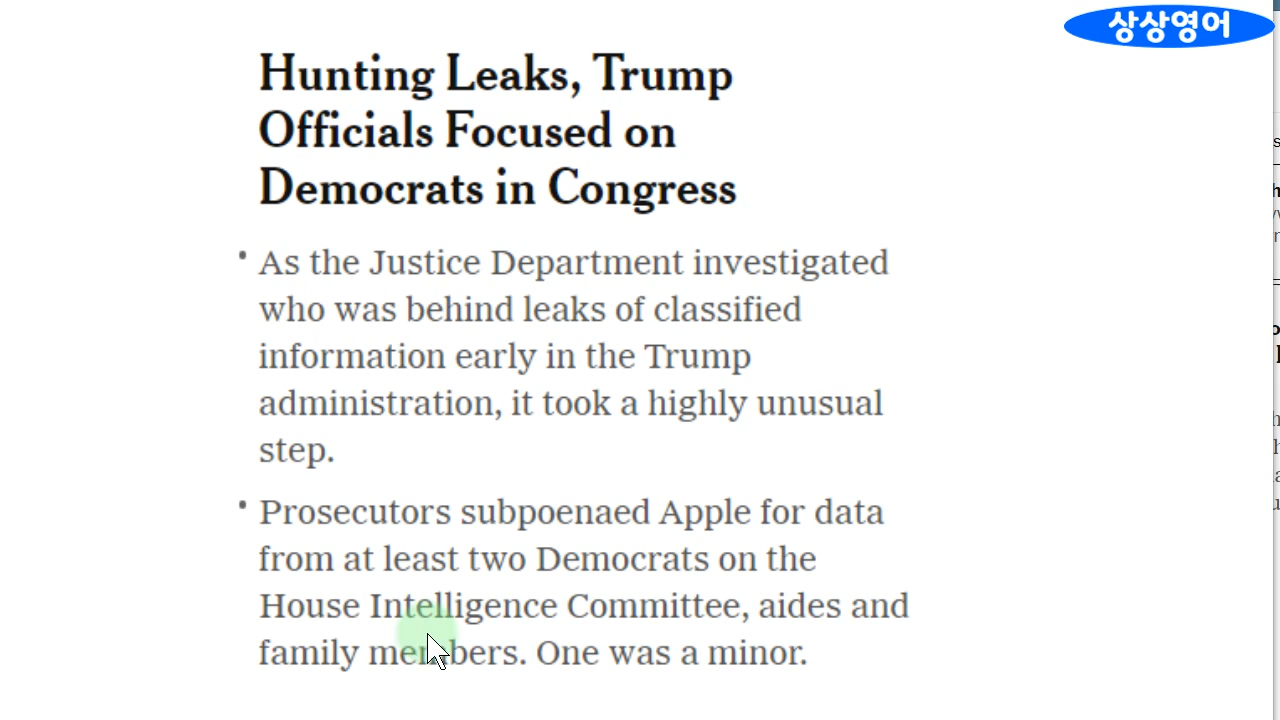 상상영어
Hunting Leaks, Trump
Officials Focused on
Democrats in Congress
• As the Justice Department investigated
who was behind leaks of classified
information early in the Trump
administration, it took a highly unusual
step.
• Prosecutors subpoenaed Apple for data
from at least two Democrats on the
House Intelligence Committee, aides and
family members. One was a minor.